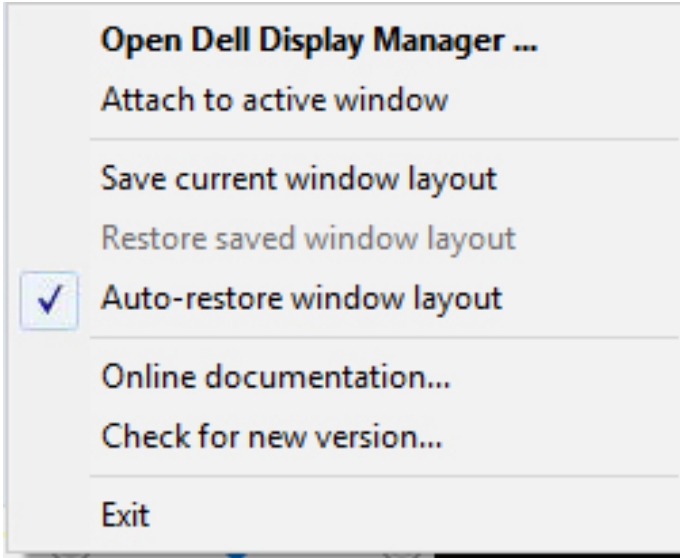 Open Dell Display Manager ...
Attach to active window
Save current window layout
Restore saved window layout
Auto-restore window layout
Online documentation...
Check for new version...
Exit